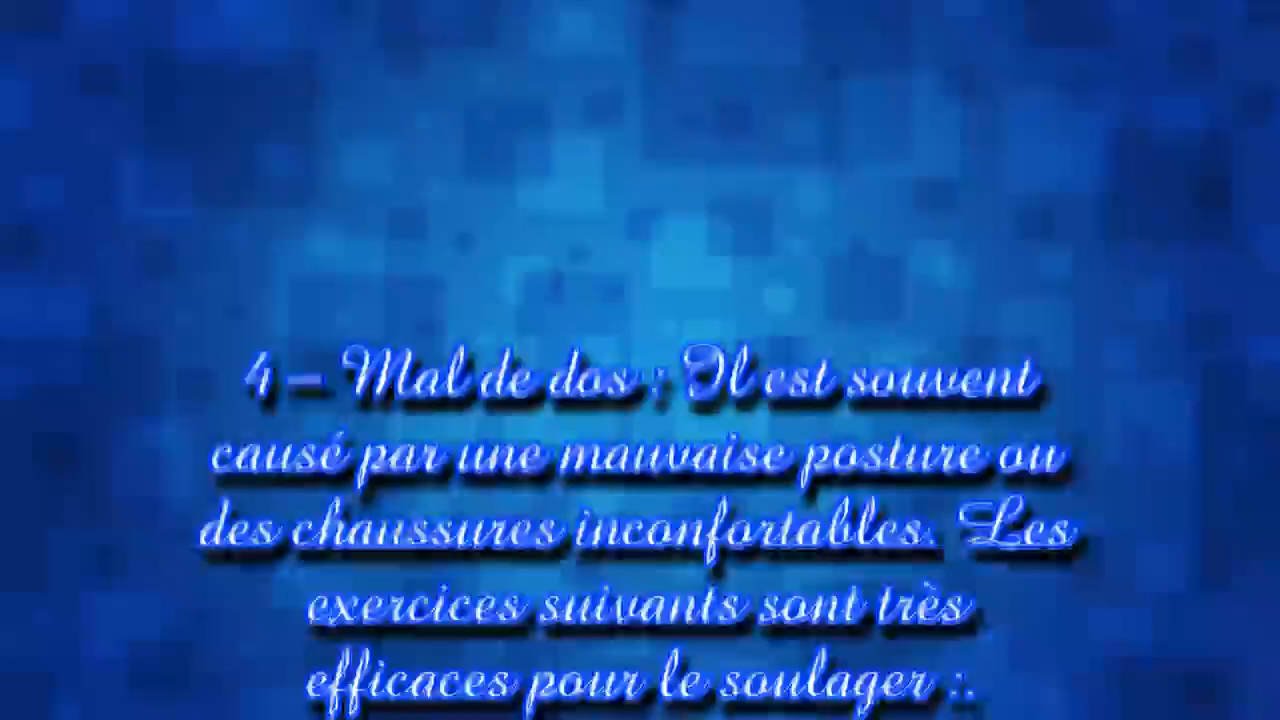 4 – Mal de dos : Il est souvent
causé par une mauvaise posture ou
des chaussures inconfortables. Les
exercices suivants sont très
efficaces pour le soulager :.